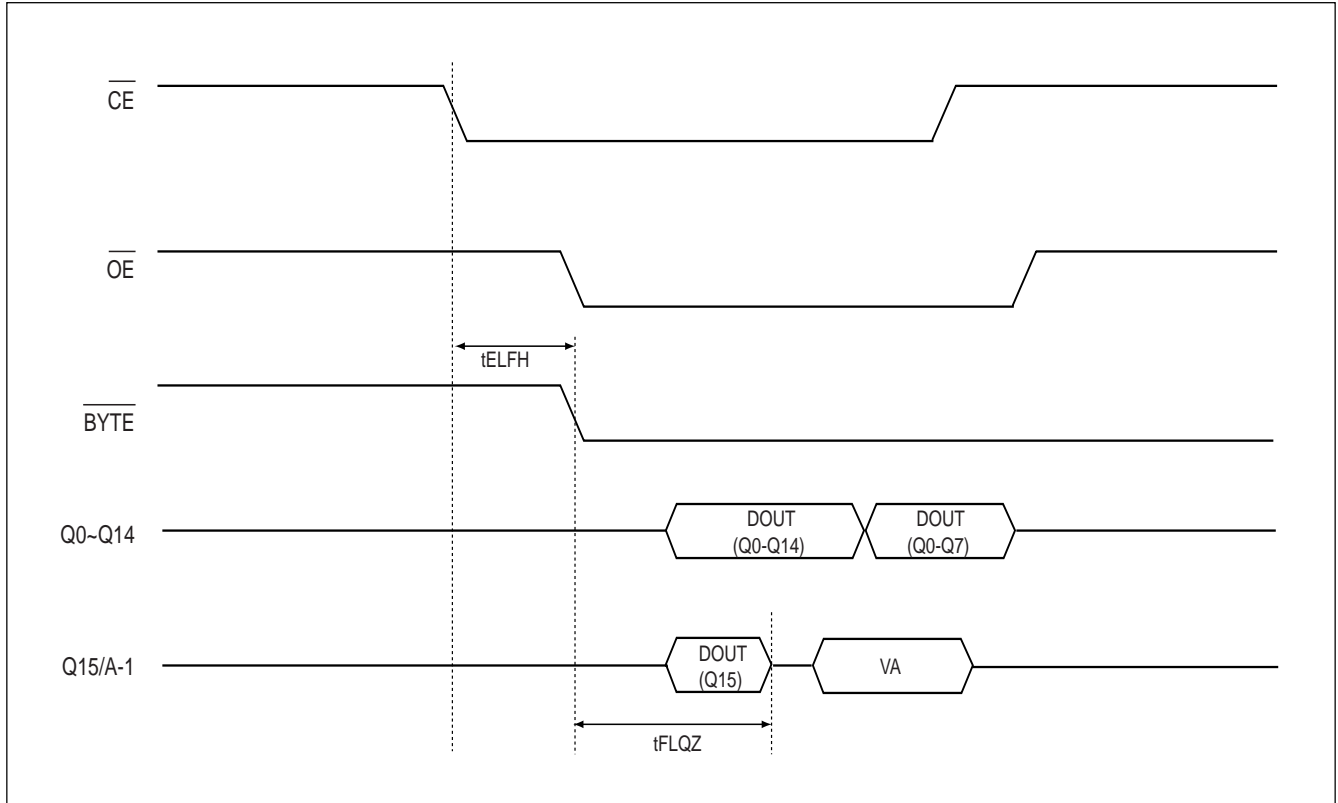 CE
OE
tELFH
BYTE
Q0~Q14
DOUT
(Q0-Q14)
DOUT
(Q0-Q7)
Q15/A-1
DOUT
(Q15)
VA
tFLQZ